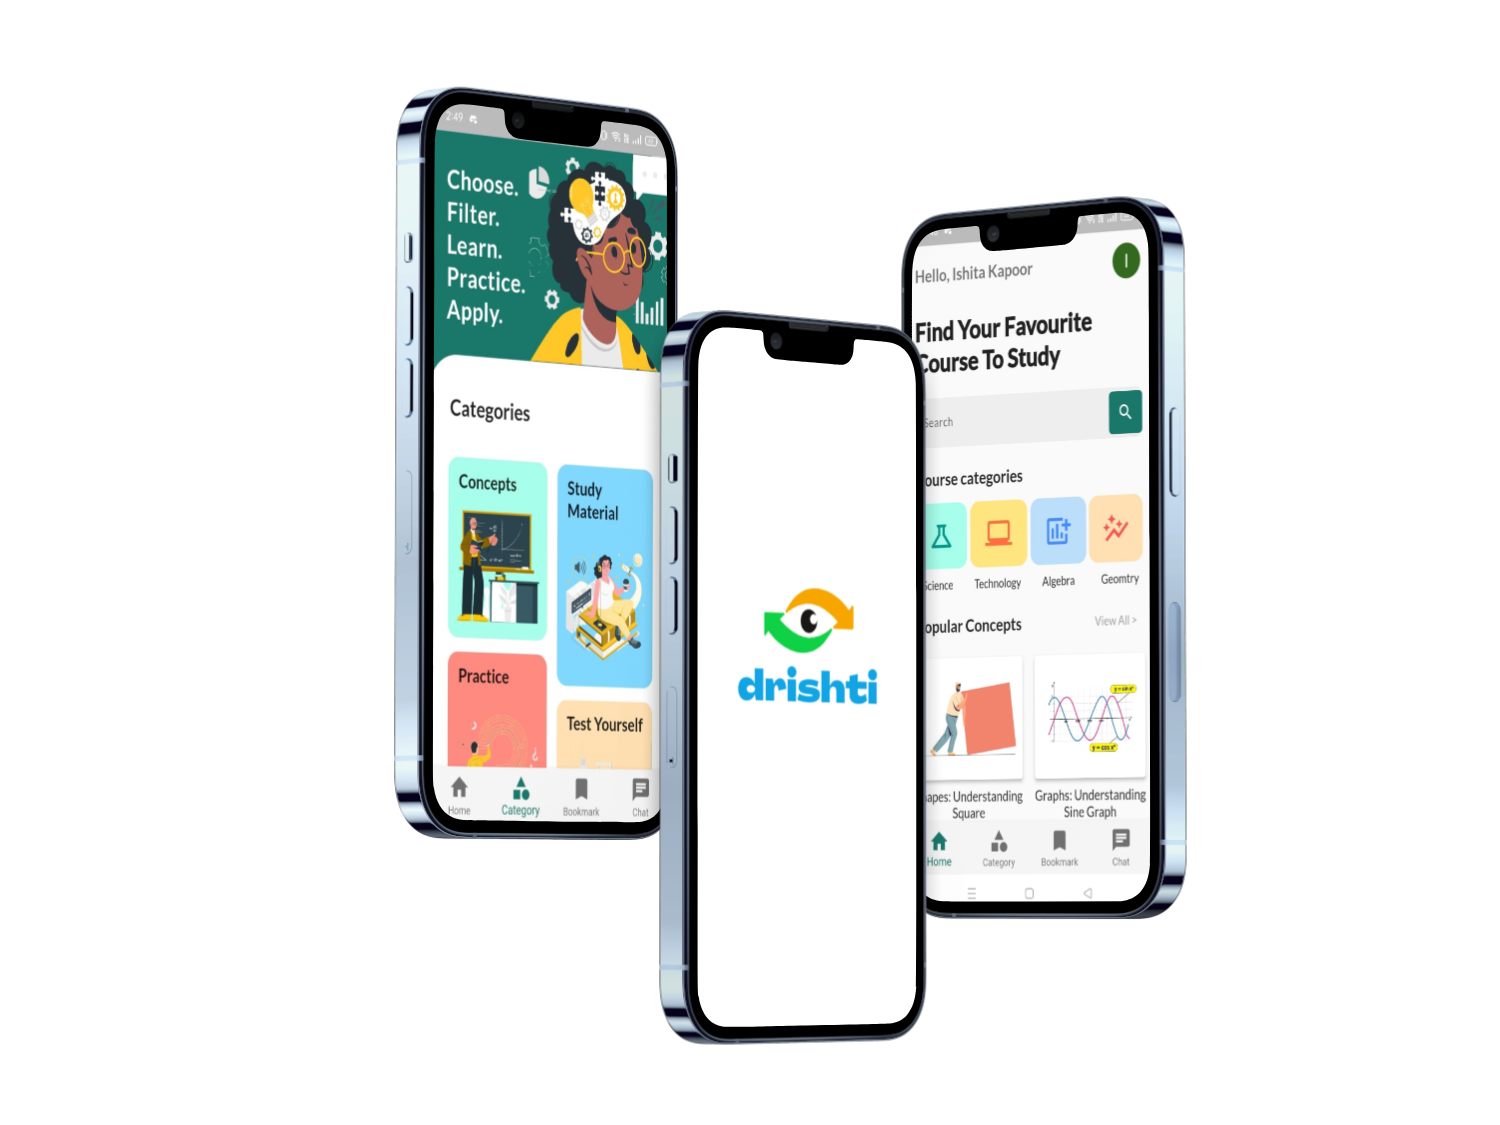 2:49
Choose.
Filter.
Learn.
Practice.
Apply.
Categories
Concepts
Study
Material
Practice
Test Yourself
Home
Category
Bookmark
Chat
drishti
Hello, Ishita Kapoor
I
Find Your Favourite
Course To Study
Search
ourse categories
Science
Technology
Algebra
Geomtry
opular Concepts
View All >
y = sin x°
y = cos x°
apes: Understanding
Square
Graphs: Understanding
Sine Graph
Home
Category
Bookmark
Chat